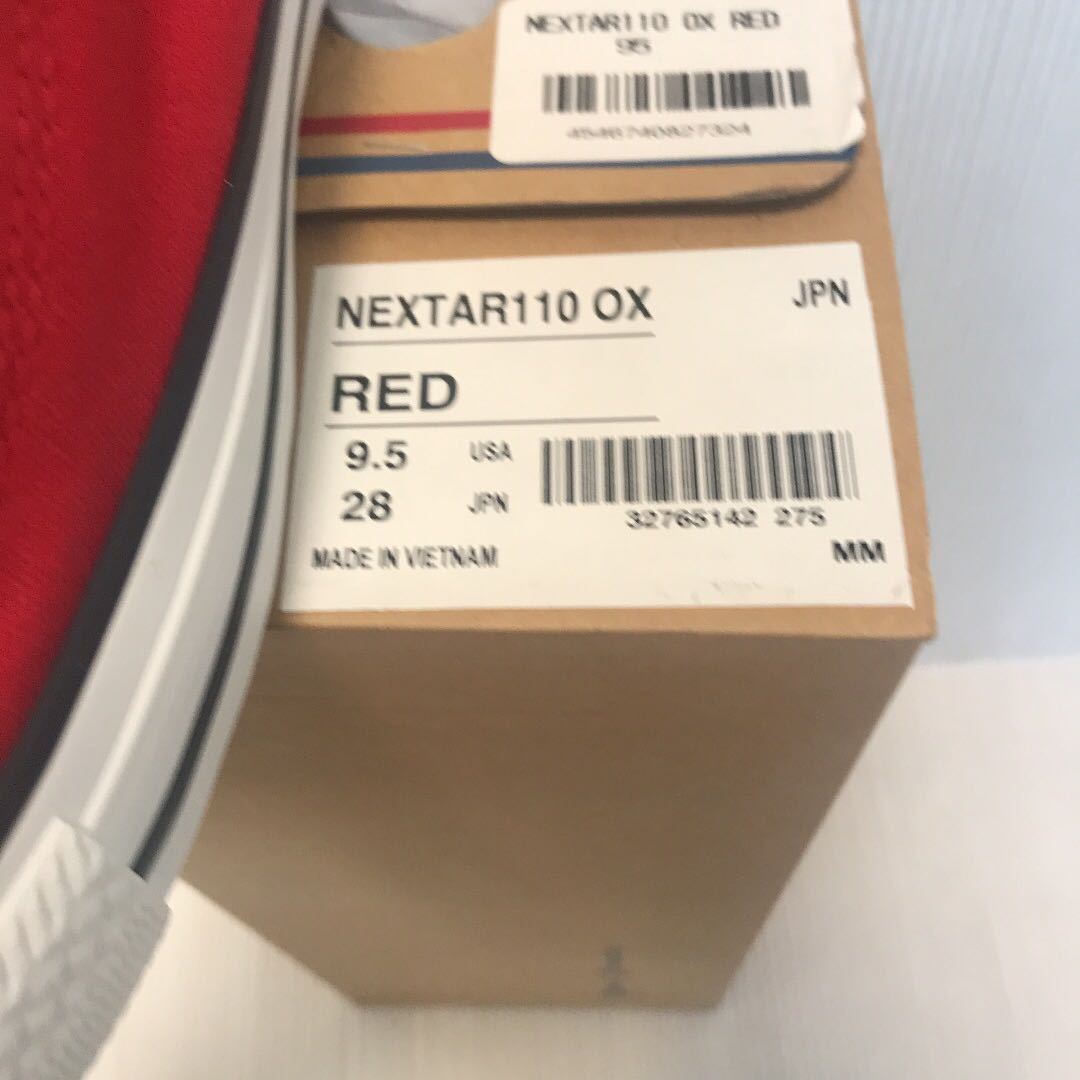 NEXTAR110 OX RED
95
4546740827324
NEXTAR110 OX
JPN
RED
9.5 USA
28 JPN
32765142 275
MADE IN VIETNAM
MM